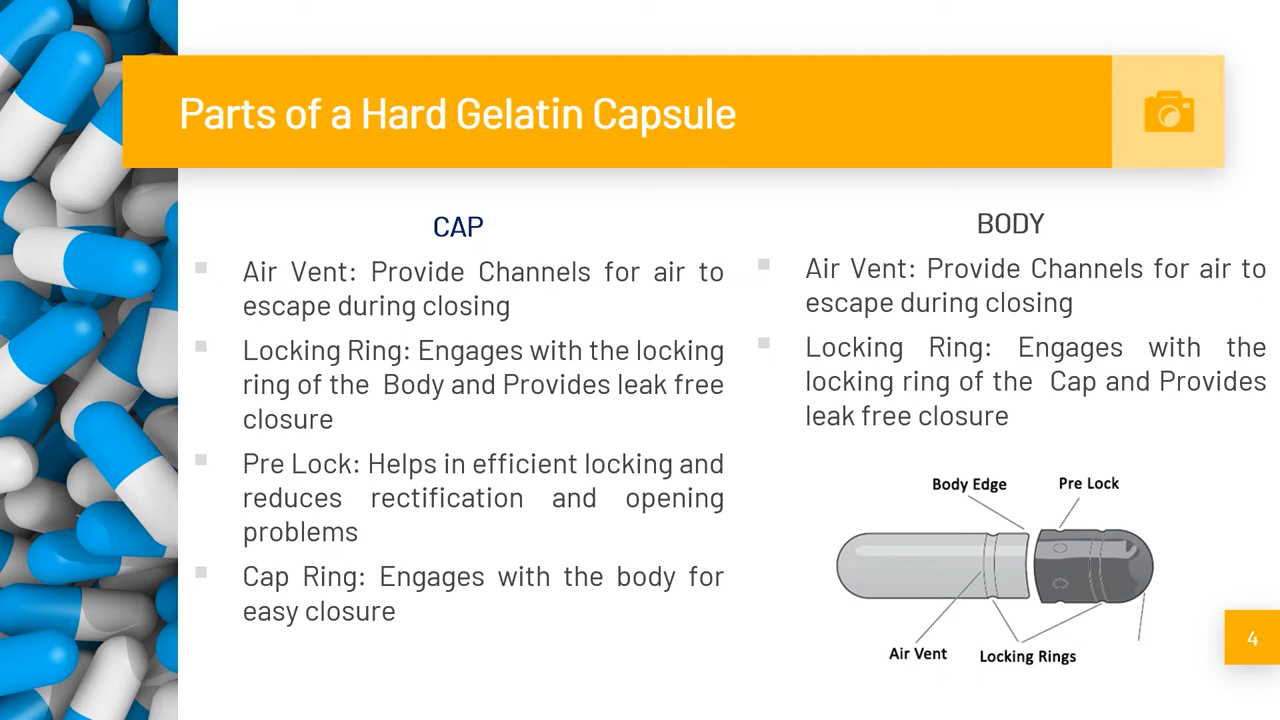 Parts of a Hard Gelatin Capsule
CAP
Air Vent: Provide Channels for air to
escape during closing
Locking Ring: Engages with the locking
ring of the Body and Provides leak free
closure
Pre Lock: Helps in efficient locking and
reduces rectification and opening
problems
Cap Ring: Engages with the body for
easy closure
BODY
Air Vent: Provide Channels for air to
escape during closing
Locking Ring: Engages with the
locking ring of the Cap and Provides
leak free closure
Body Edge
Pre Lock
Air Vent
Locking Rings
4